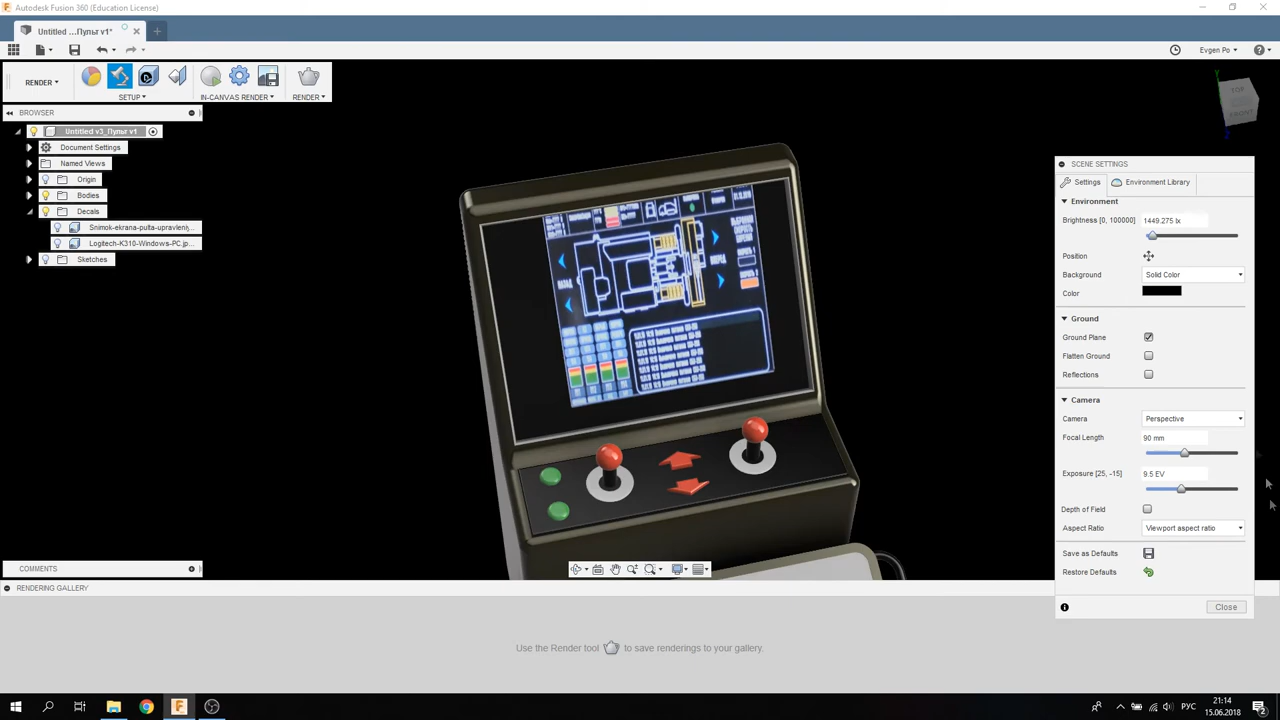 Autodesk Fusion 360 (Education License)
Untitled ...Пульт v1*
Evgen Po
RENDER
SETUP
IN-CANVAS RENDER
RENDER
BROWSER
Untitled v3_Пульт v1
Document Settings
Named Views
Origin
Bodies
Decals
Snimok-ekrana-pulta-upravleniy...
Logitech-K310-Windows-PC.jp...
Sketches
TOP
FRONT
Y
Z
SCENE SETTINGS
Settings
Environment Library
Environment
Brightness [0, 100000] 1449.275 lx
Position
Background Solid Color
Color
Ground
Ground Plane
Flatten Ground
Reflections
Camera
Camera Perspective
Focal Length 90 mm
Exposure [25, -15] 9.5 EV
Depth of Field
Aspect Ratio Viewport aspect ratio
Save as Defaults
Restore Defaults
Close
COMMENTS
RENDERING GALLERY
Use the Render tool to save renderings to your gallery.
РУС
21:14
15.06.2018
2